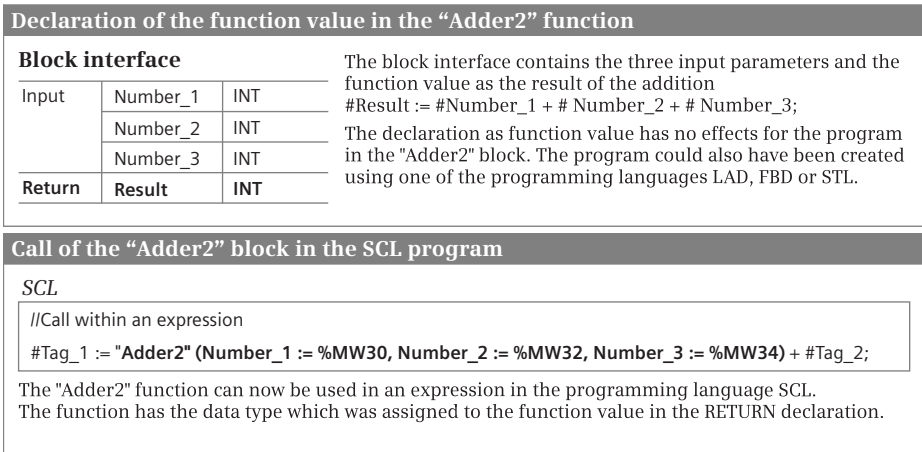 Declaration of the function value in the “Adder2” function
Block interface
Input Number_1 INT
Number_2 INT
Number_3 INT
Return Result INT
The block interface contains the three input parameters and the
function value as the result of the addition
#Result := #Number_1 + # Number_2 + # Number_3;
The declaration as function value has no effects for the program
in the "Adder2" block. The program could also have been created
using one of the programming languages LAD, FBD or STL.
Call of the “Adder2” block in the SCL program
SCL
//Call within an expression
#Tag_1 := "Adder2" (Number_1 := %MW30, Number_2 := %MW32, Number_3 := %MW34) + #Tag_2;
The "Adder2" function can now be used in an expression in the programming language SCL.
The function has the data type which was assigned to the function value in the RETURN declaration.